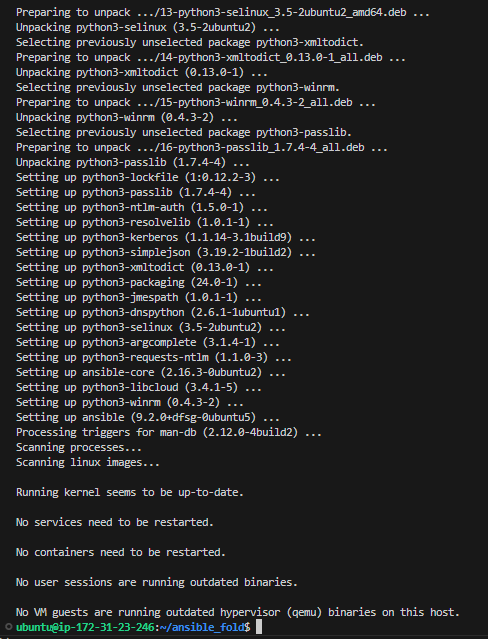 Preparing to unpack .../13-python3-selinux_3.5-2ubuntu2_amd64.deb ...
Unpacking python3-selinux (3.5-2ubuntu2) ...
Selecting previously unselected package python3-xmltodict.
Preparing to unpack .../14-python3-xmltodict_0.13.0-1_all.deb ...
Unpacking python3-xmltodict (0.13.0-1) ...
Selecting previously unselected package python3-winrm.
Preparing to unpack .../15-python3-winrm_0.4.3-2_all.deb ...
Unpacking python3-winrm (0.4.3-2) ...
Selecting previously unselected package python3-passlib.
Preparing to unpack .../16-python3-passlib_1.7.4-4_all.deb ...
Unpacking python3-passlib (1.7.4-4) ...
Setting up python3-lockfile (1:0.12.2-3) ...
Setting up python3-passlib (1.7.4-4) ...
Setting up python3-ntlm-auth (1.5.0-1) ...
Setting up python3-resolvelib (1.0.1-1) ...
Setting up python3-kerberos (1.1.14-3.1build9) ...
Setting up python3-simplejson (3.19.2-1build2) ...
Setting up python3-xmltodict (0.13.0-1) ...
Setting up python3-packaging (24.0-1) ...
Setting up python3-jmespath (1.0.1-1) ...
Setting up python3-dnspython (2.6.1-1ubuntu1) ...
Setting up python3-selinux (3.5-2ubuntu2) ...
Setting up python3-argcomplete (3.1.4-1) ...
Setting up python3-requests-ntlm (1.1.0-3) ...
Setting up ansible-core (2.16.3-0ubuntu2) ...
Setting up python3-libcloud (3.4.1-5) ...
Setting up python3-winrm (0.4.3-2) ...
Setting up ansible (9.2.0+dfsg-0ubuntu5) ...
Processing triggers for man-db (2.12.0-4build2) ...
Scanning processes...
Scanning linux images...
Running kernel seems to be up-to-date.
No services need to be restarted.
No containers need to be restarted.
No user sessions are running outdated binaries.
No VM guests are running outdated hypervisor (qemu) binaries on this host.
ubuntu@ip-172-31-23-246:~/ansible_fold$